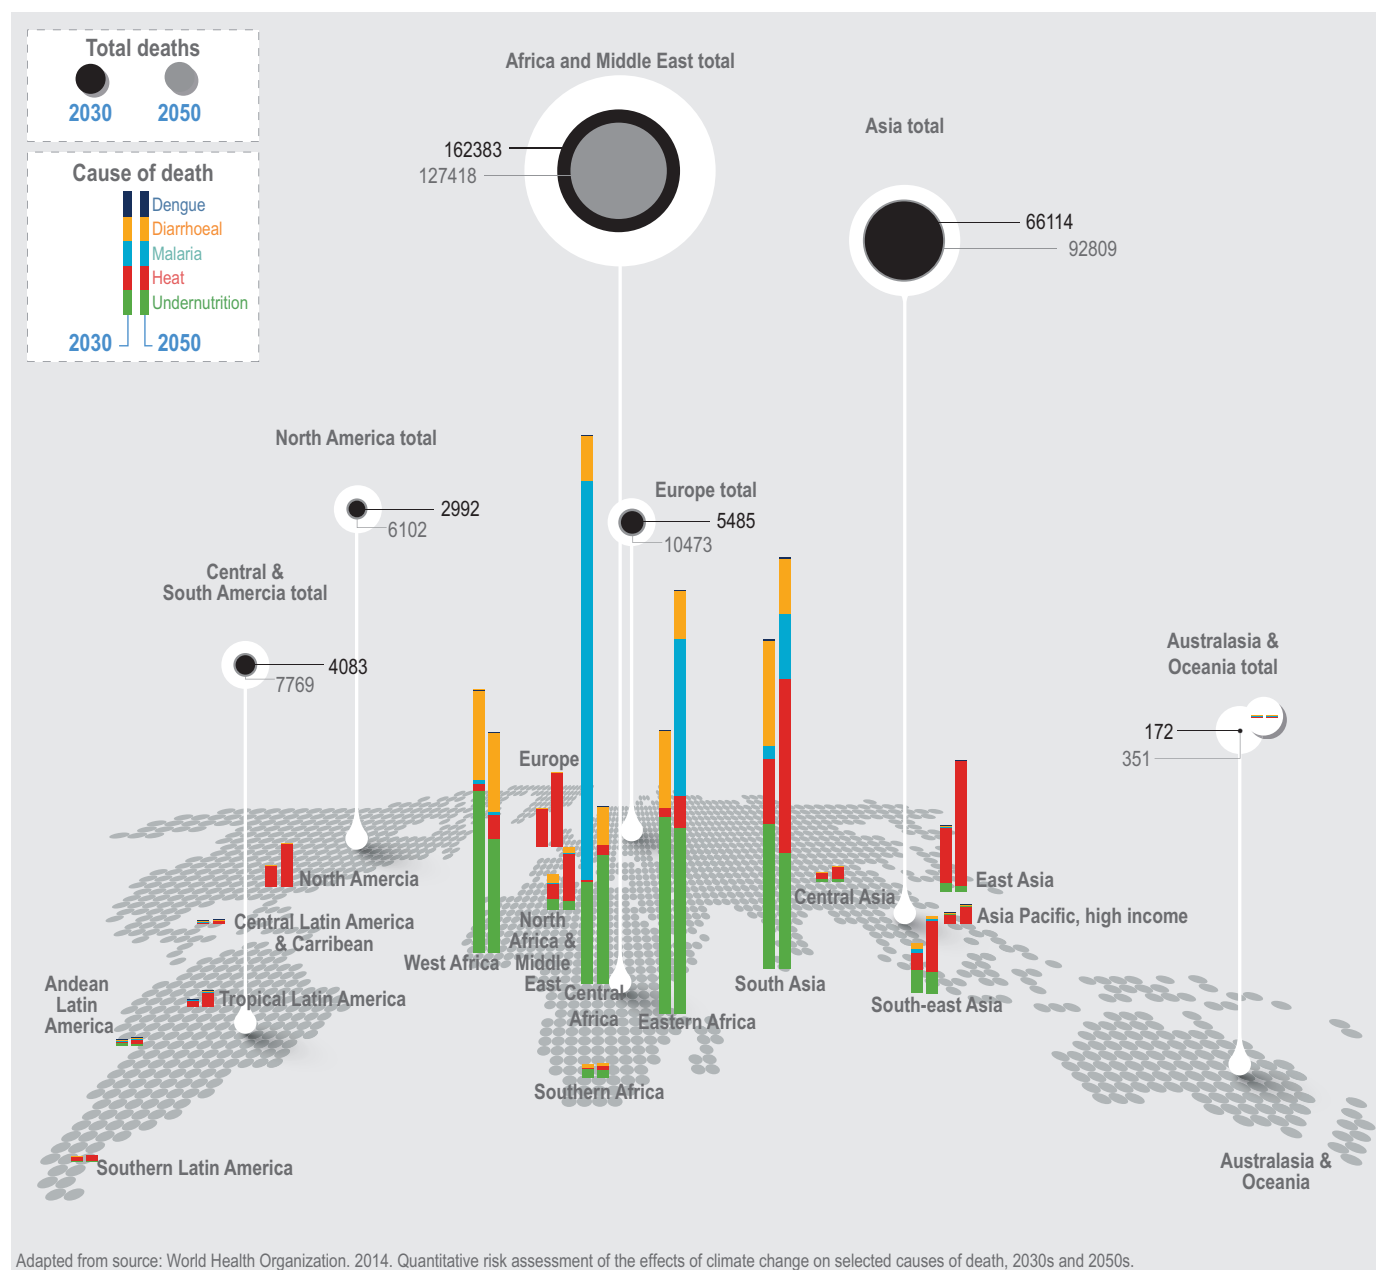 Total deaths
2030 2050
Cause of death
Dengue
Diarrhoeal
Malaria
Heat
Undernutrition
2030 2050
Africa and Middle East total
162383
127418
Asia total
66114
92809
North America total
2992
6102
Europe total
5485
10473
Central &
South Amercia total
4083
7769
Australasia &
Oceania total
172
351
Europe
North Amercia
Central Latin America
& Carribean
Andean
Latin
America
Tropical Latin America
Southern Latin America
West Africa
North
Africa &
Middle
East
Central
Africa
Eastern Africa
Southern Africa
South Asia
Central Asia
East Asia
Asia Pacific, high income
South-east Asia
Australasia &
Oceania
Adapted from source: World Health Organization. 2014. Quantitative risk assessment of the effects of climate change on selected causes of death, 2030s and 2050s.